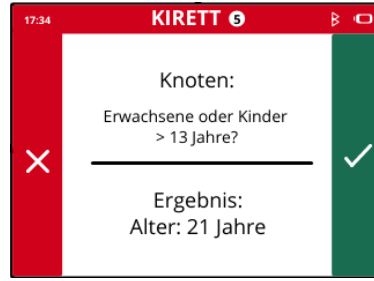 17:34 KIRETT 5
Knoten:
Erwachsene oder Kinder
> 13 Jahre?
Ergebnis:
Alter: 21 Jahre